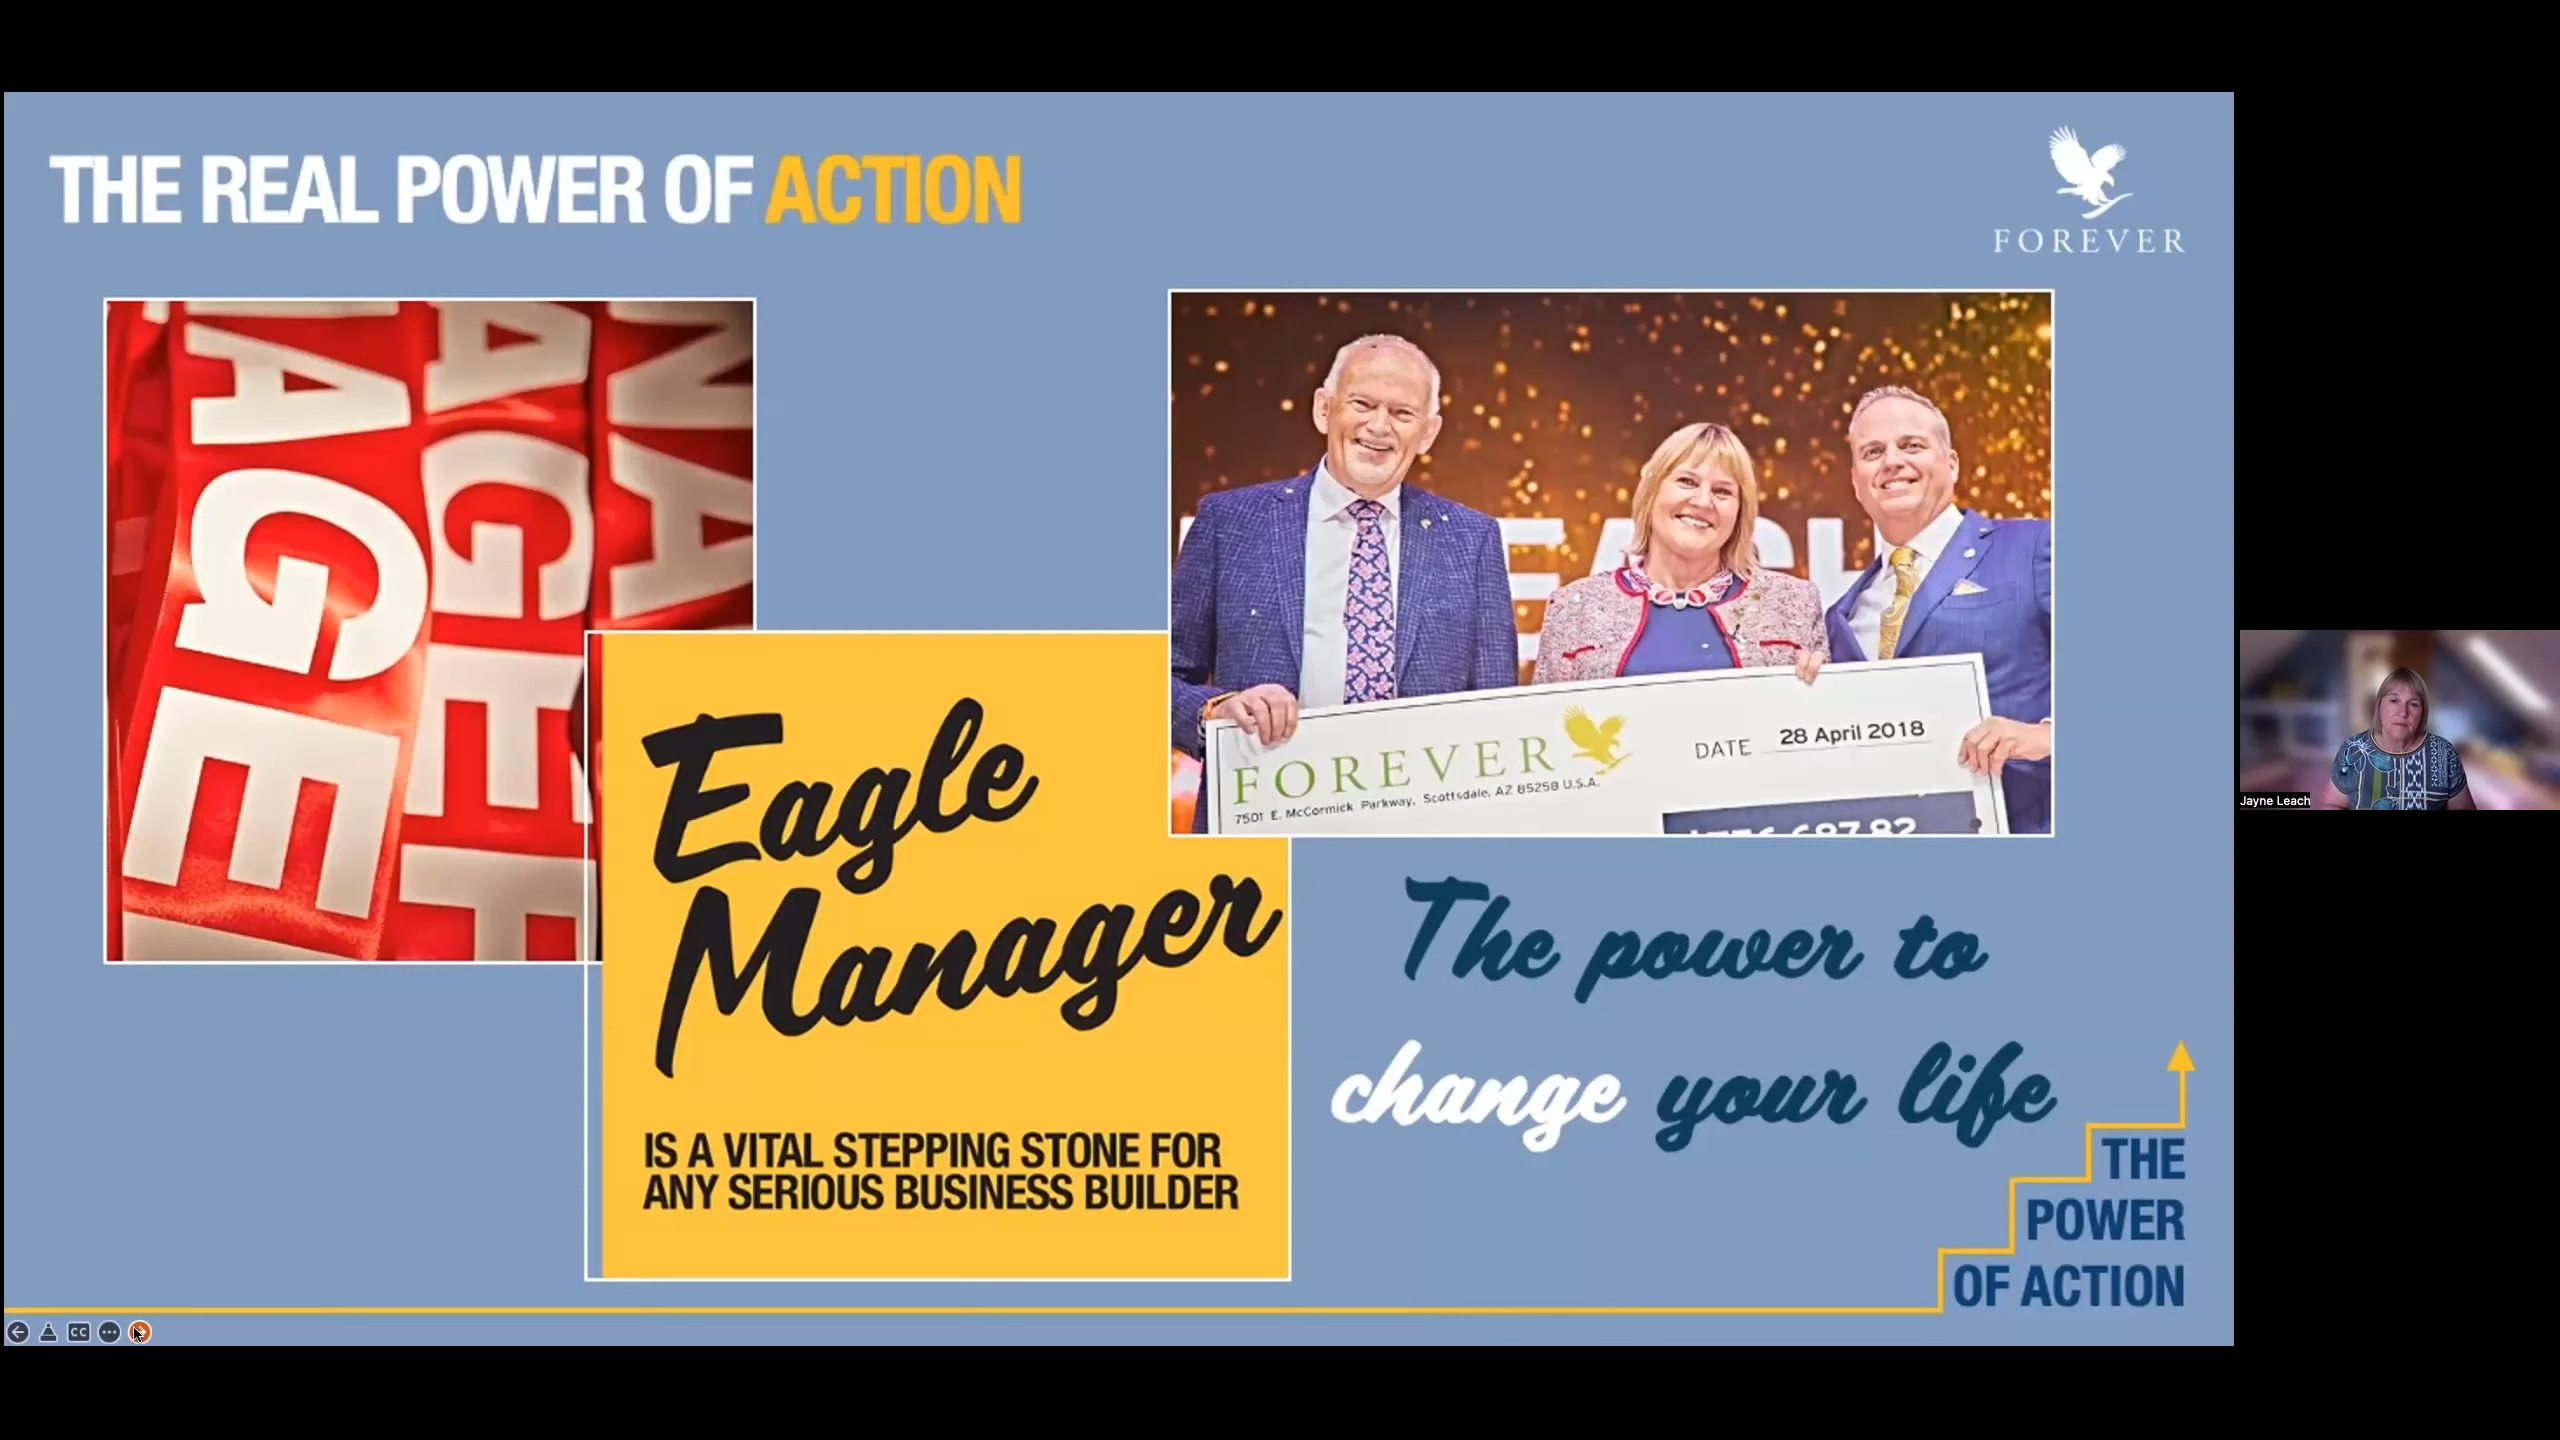 THE REAL POWER OF ACTION
FOREVER
Eagle
Manager
IS A VITAL STEPPING STONE FOR
ANY SERIOUS BUSINESS BUILDER
FOREVER
7501 E. McCormick Parkway, Scottsdale, AZ 85258 U.S.A.
DATE 28 April 2018
The power to
change your life
THE
POWER
OF ACTION
CC
Jayne Leach